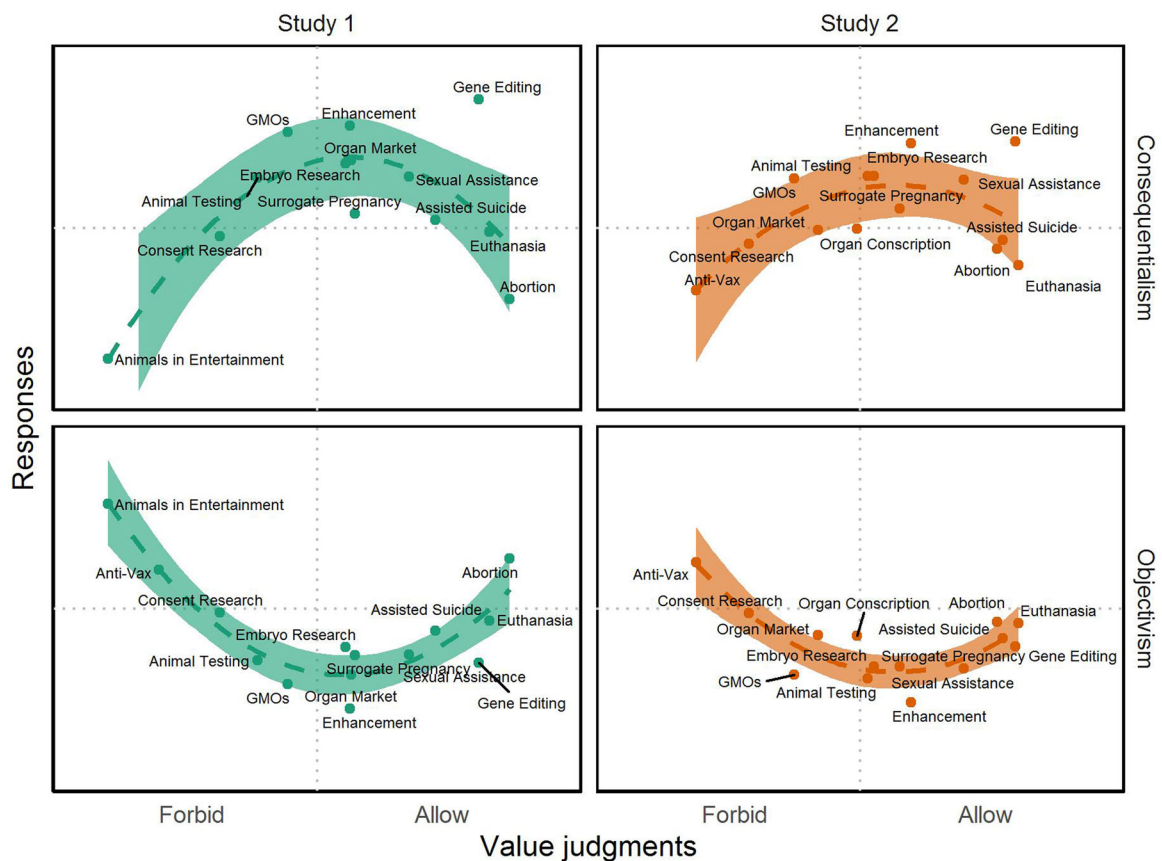 Study 1
Study 2
Gene Editing
GMOs
Enhancement
Organ Market
Embryo Research
Sexual Assistance
Animal Testing
Surrogate Pregnancy
Assisted Suicide
Consent Research
Euthanasia
Abortion
Animals in Entertainment
Enhancement
Gene Editing
Animal Testing
Embryo Research
GMOs
Sexual Assistance
Surrogate Pregnancy
Organ Market
Assisted Suicide
Organ Conscription
Consent Research
Abortion
Anti-Vax
Euthanasia
Consequentialism
Responses
Animals in Entertainment
Anti-Vax
Abortion
Consent Research
Assisted Suicide
Euthanasia
Embryo Research
Animal Testing
Surrogate Pregnancy
Sexual Assistance
GMOs
Organ Market
Gene Editing
Enhancement
Anti-Vax
Consent Research
Organ Conscription
Abortion
Euthanasia
Organ Market
Assisted Suicide
Embryo Research
Surrogate Pregnancy
Gene Editing
GMOs
Animal Testing
Sexual Assistance
Enhancement
Objectivism
Forbid
Allow
Forbid
Allow
Value judgments